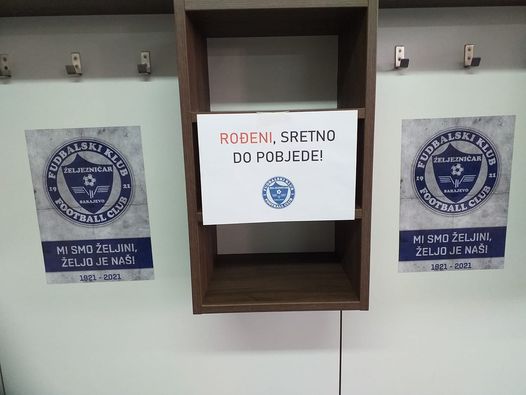 FUDBALSKI KLUB
ŽELJEZNIČAR
19 21
SARAJEVO
FOOTBALL CLUB
MI SMO ŽELJINI,
ŽELJO JE NAŠ!
1921 - 2021
ROĐENI, SRETNO
DO POBJEDE!
FUDBALSKI KLUB
ŽELJEZNIČAR
19 21
SARAJEVO
FOOTBALL CLUB
MI SMO ŽELJINI,
ŽELJO JE NAŠ!
1921 - 2021